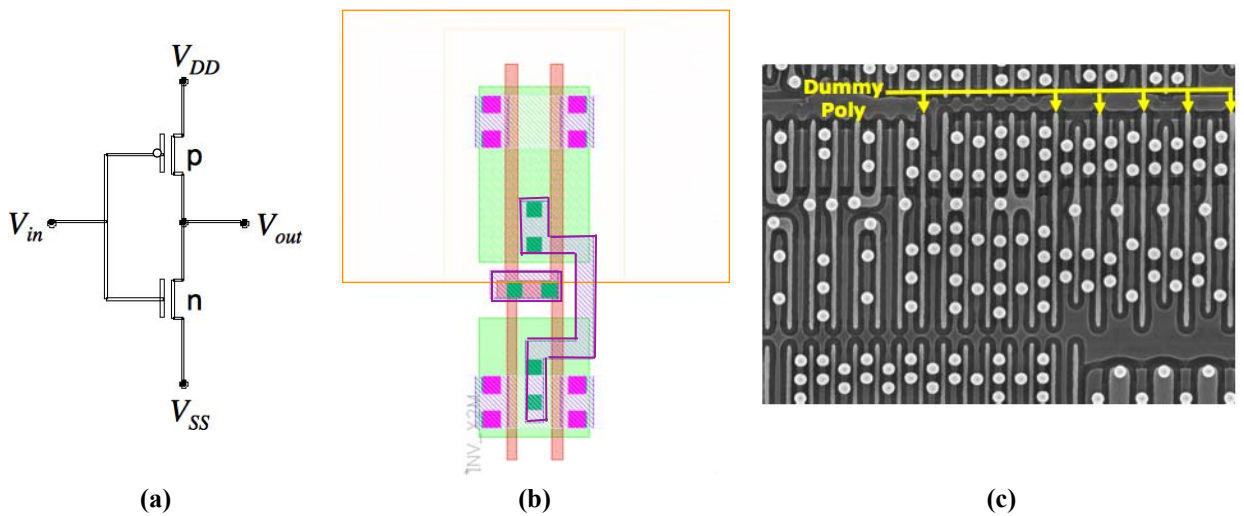 V_DD
p
V_in
V_out
n
V_SS
INV_X2M
Dummy
Poly
(a)
(b)
(c)